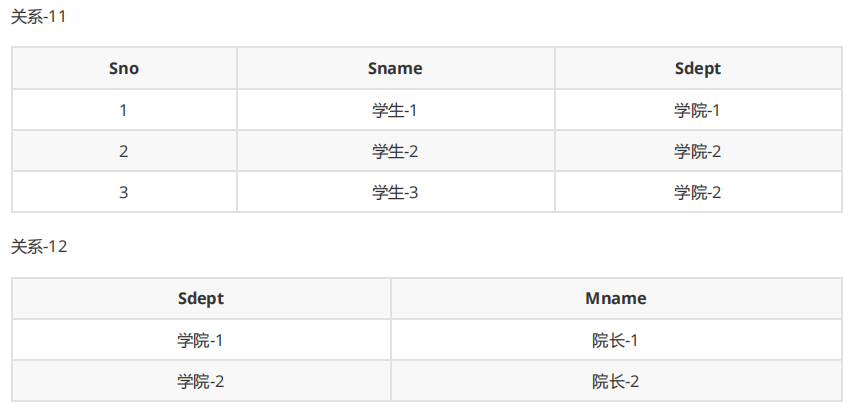 关系-11
Sno Sname Sdept
1 学生-1 学院-1
2 学生-2 学院-2
3 学生-3 学院-2
关系-12
Sdept Mname
学院-1 院长-1
学院-2 院长-2